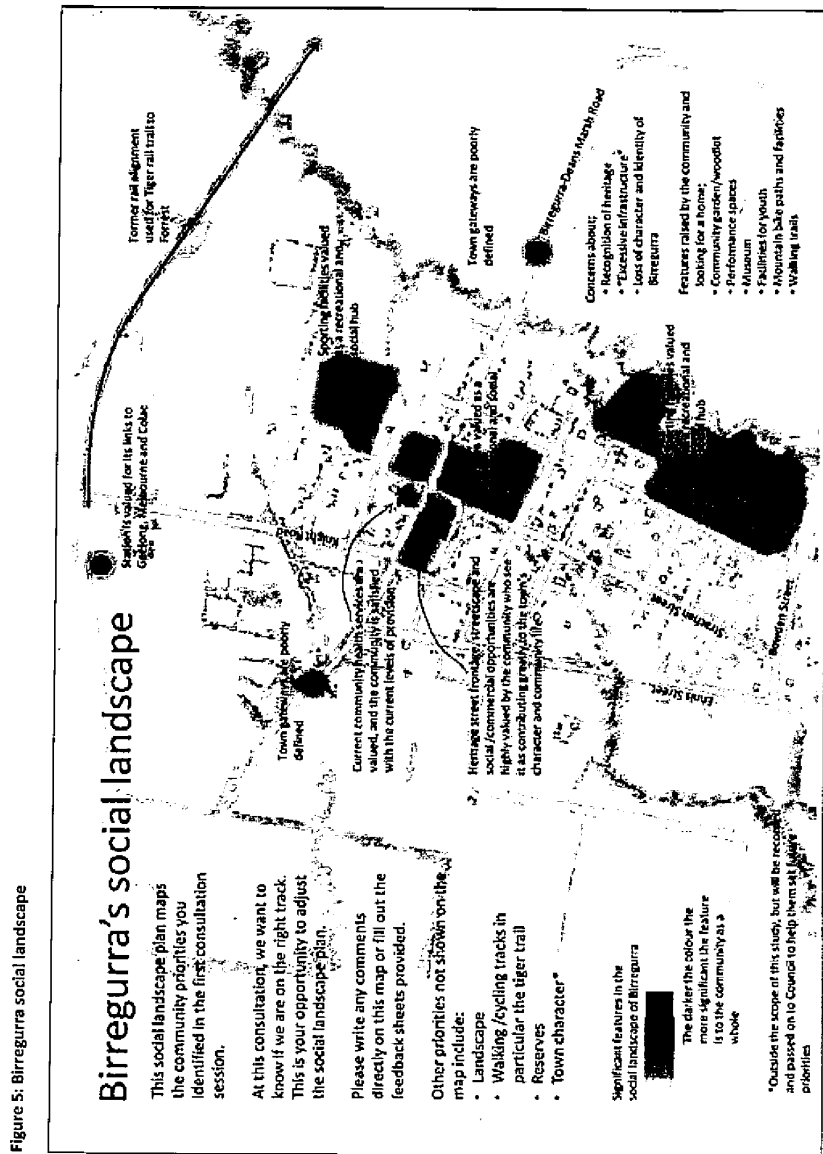 Figure 5: Birregurra social landscape
Birregurra's social landscape
This social landscape plan maps
the community priorities you
identified in the first consultation
session.
At this consultation, we want to
know if we are on the right track.
This is your opportunity to adjust
the social landscape plan.
Please write any comments
directly on this map or fill out the
feedback sheets provided.
Other priorities not shown on the
map include:
• Landscape
• Walking /cycling tracks in
particular the tiger trail
• Reserves
• Town character*
Significant features in the
social landscape of Birregurra
The darker the colour the
more significant the feature
is to the community as a
whole
*Outside the scope of this study, but will be recorded
and passed on to Council to help them set future
priorities
Station is valued for its links to
Geelong, Melbourne and Colac
Former rail alignment
used for Tiger rail trail to
Forrest
Town gateways are poorly
defined
Current community health services are
valued, and the community is satisfied
with the current levels of provision
Heritage street frontage/streetscape and
social/commercial opportunities are
highly valued by the community who see
it as contributing greatly to the town's
character and community life
Knight Road
Sporting facilities valued
as a recreational and
social hub
valued as a
and social
valued
recreational and
hub
Ennis Street
Strachan Street
Bowden Street
Town gateways are poorly
defined
Birregurra-Deans Marsh Road
Concerns about;
• Recognition of heritage
• "Excessive infrastructure"
• Loss of character and identity of
Birregurra
Features raised by the community and
looking for a home;
• Community garden/woodlot
• Performance spaces
• Museum
• Facilities for youth
• Mountain bike paths and facilities
• Walking trails